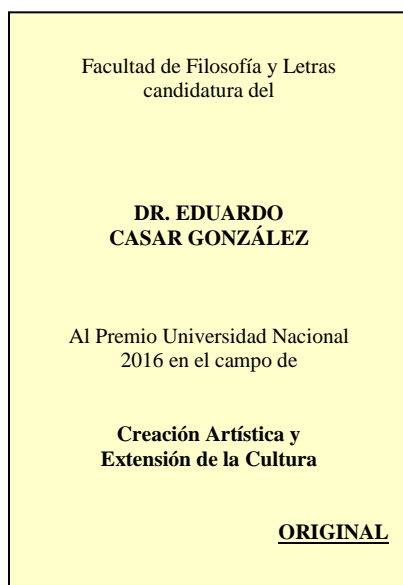 Facultad de Filosofía y Letras
candidatura del
DR. EDUARDO
CASAR GONZÁLEZ
Al Premio Universidad Nacional
2016 en el campo de
Creación Artística y
Extensión de la Cultura
ORIGINAL